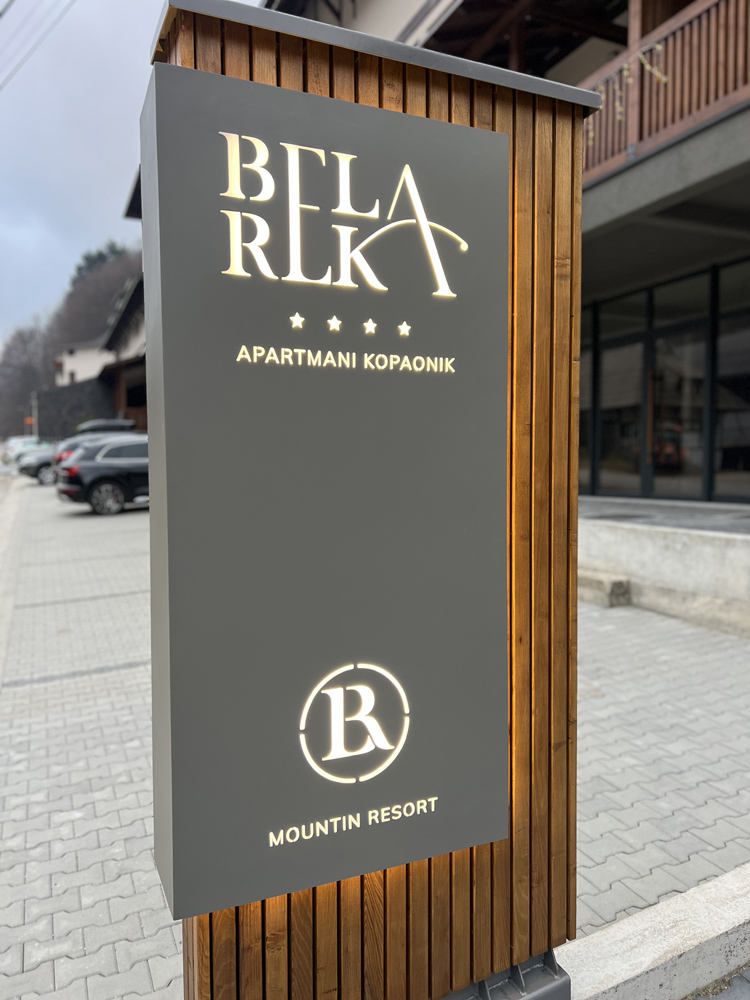 BELA
REKA
★★★★
APARTMANI KOPAONIK
BR
MOUNTIN RESORT